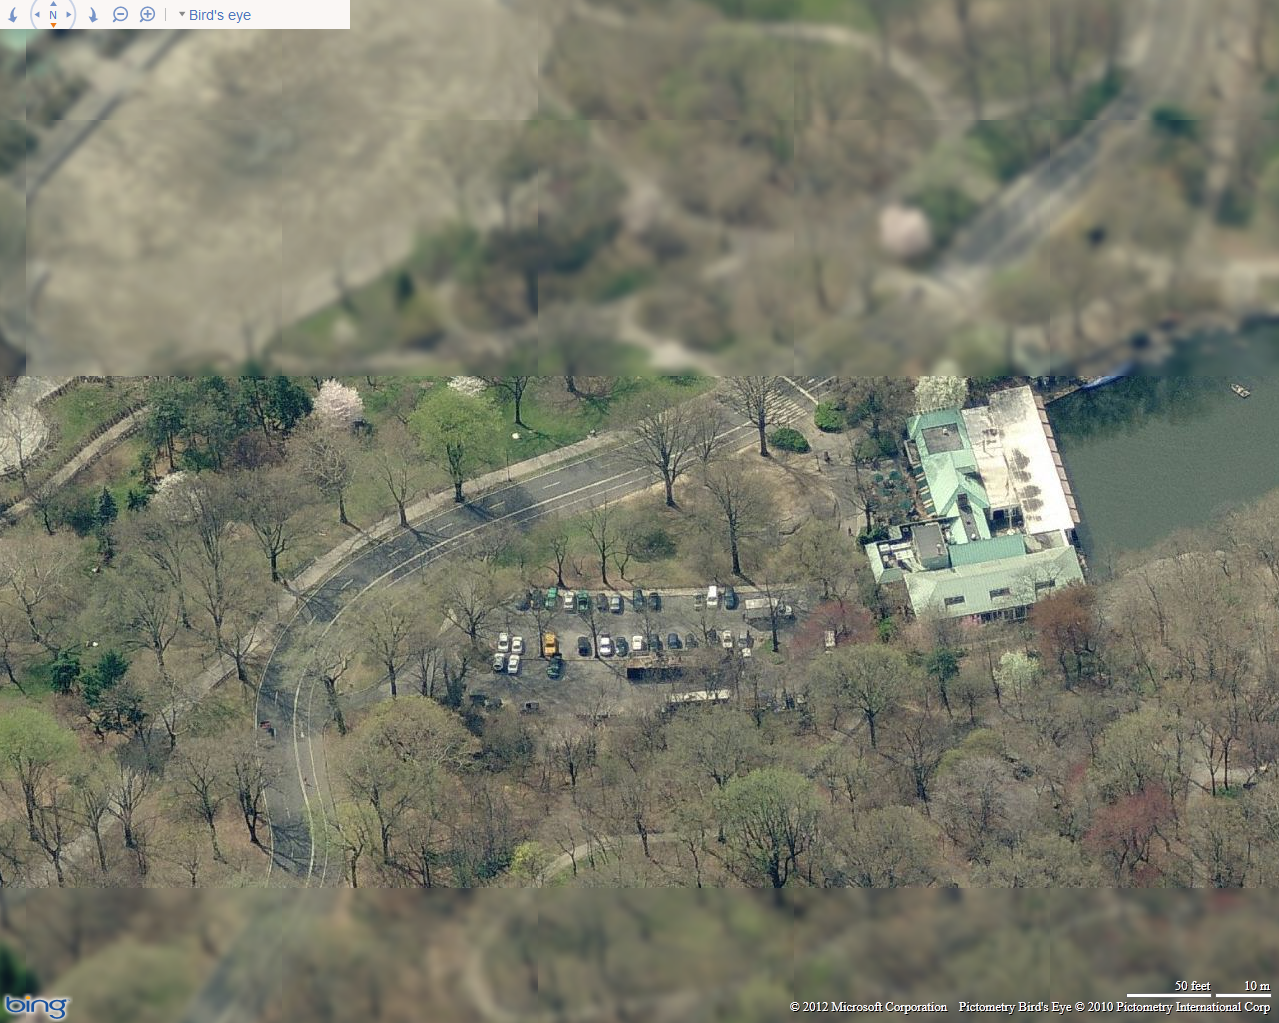 N
Bird's eye
50 feet
10 m
bing
© 2012 Microsoft Corporation Pictometry Bird's Eye © 2010 Pictometry International Corp